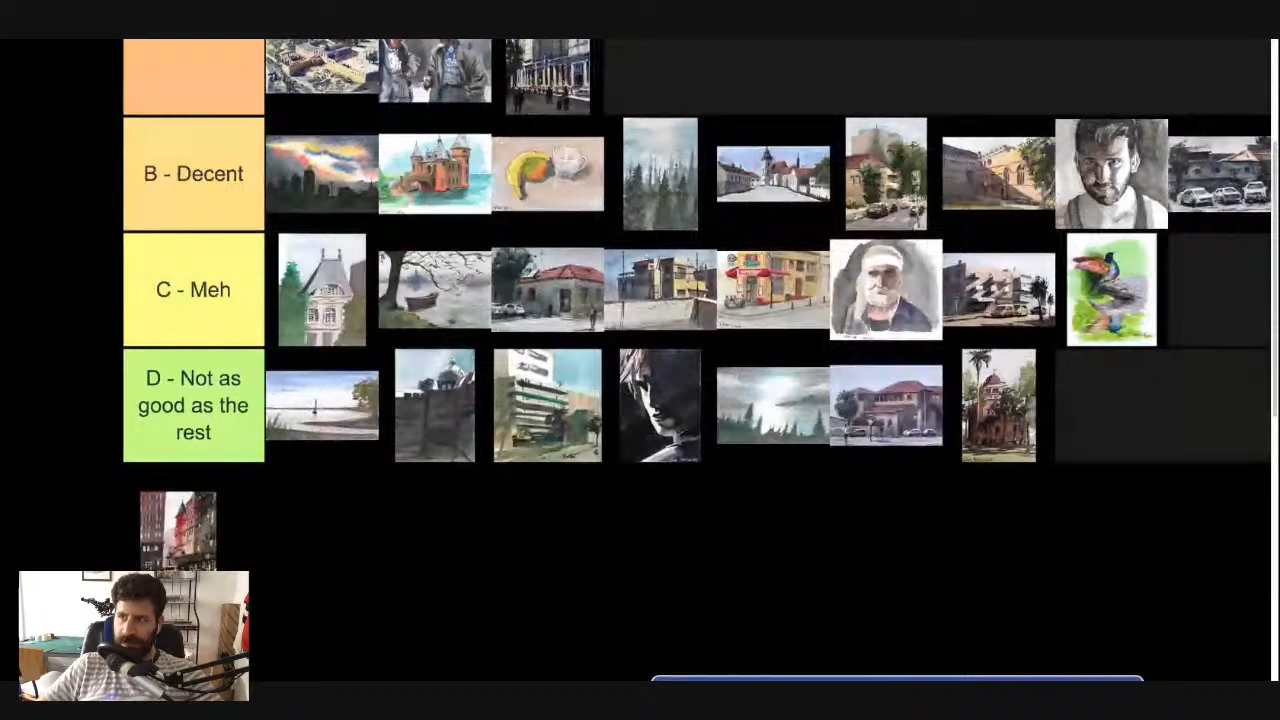 B - Decent
C - Meh
D - Not as
good as the
rest